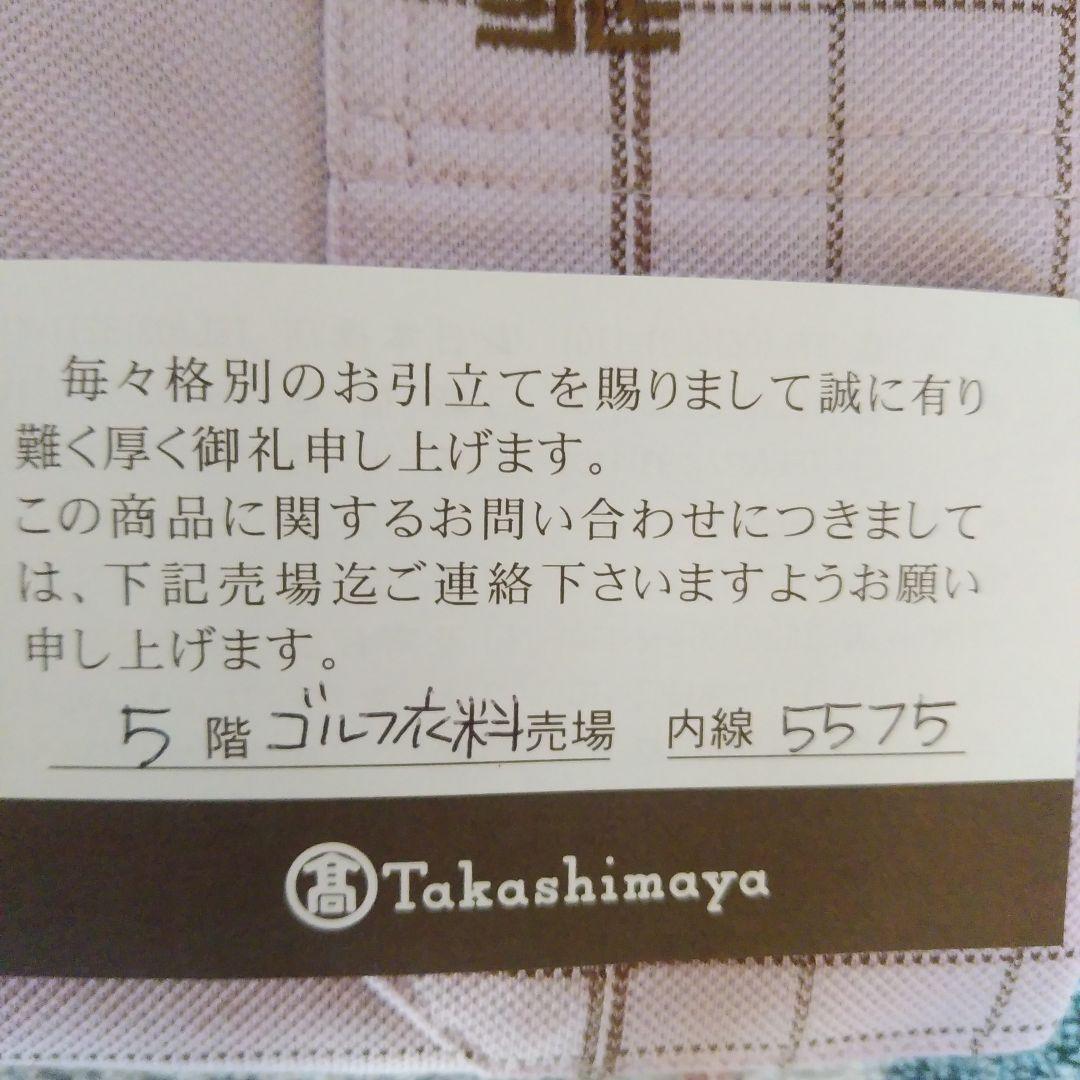 毎々格別のお引立てを賜りまして誠に有り
難く厚く御礼申し上げます。
この商品に関するお問い合わせにつきまして
は、下記売場迄ご連絡下さいますようお願い
申し上げます。
5階 ゴルフ衣料売場 内線 5575
髙 Takashimaya